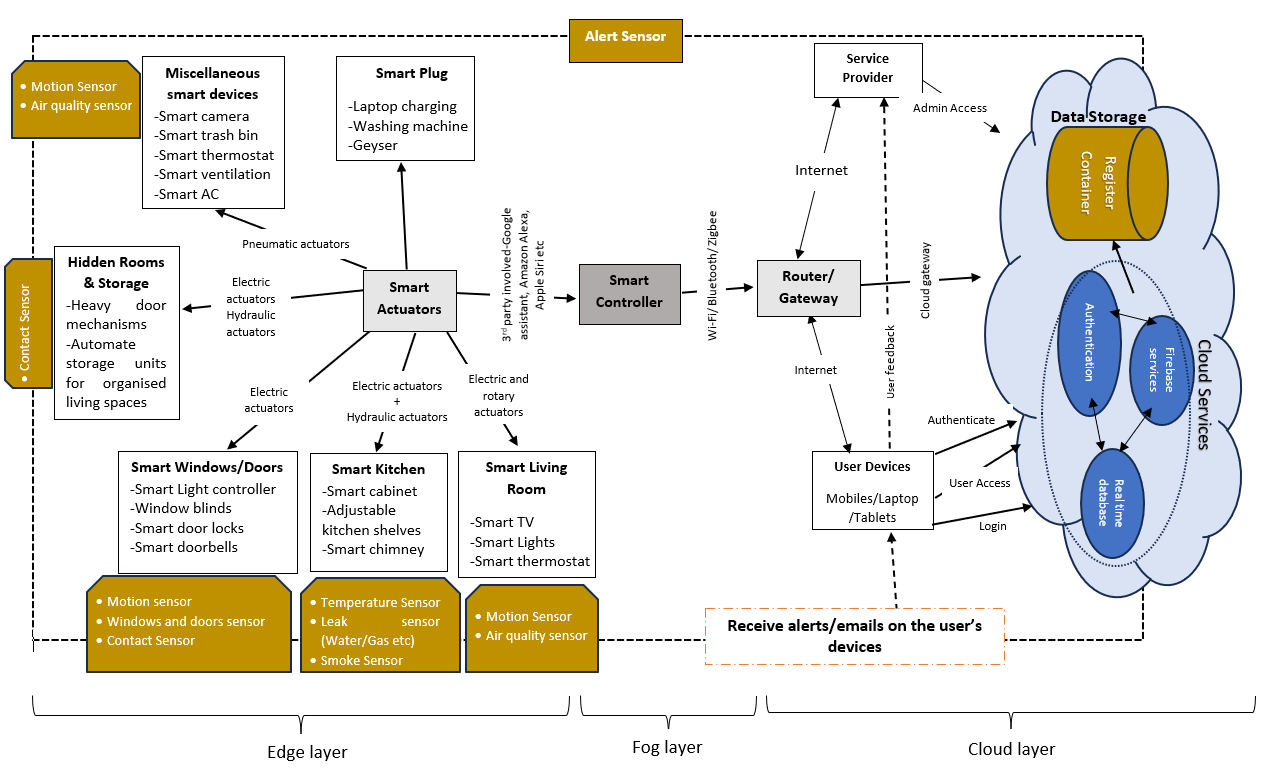 Alert Sensor
• Motion Sensor
• Air quality sensor
Miscellaneous
smart devices
-Smart camera
-Smart trash bin
-Smart thermostat
-Smart ventilation
-Smart AC
Smart Plug
-Laptop charging
-Washing machine
-Geyser
Service
Provider
Admin Access
Data Storage
Register
Container
Internet
Pneumatic actuators
• Contact Sensor
Hidden Rooms
& Storage
-Heavy door
mechanisms
-Automate
storage units
for organised
living spaces
Electric
actuators
Hydraulic
actuators
Smart
Actuators
3rd party involved-Google
assistant, Amazon Alexa,
Apple Siri etc
Smart
Controller
Wi-Fi/ Bluetooth/Zigbee
Router/
Gateway
Cloud gateway
User feedback
Internet
Authentication
Firebase
services
Real time
database
Cloud Services
Electric
actuators
Electric actuators
+
Hydraulic actuators
Electric and
rotary
actuators
Authenticate
User Access
Login
Smart Windows/Doors
-Smart Light controller
-Window blinds
-Smart door locks
-Smart doorbells
Smart Kitchen
-Smart cabinet
-Adjustable
kitchen shelves
-Smart chimney
Smart Living
Room
-Smart TV
-Smart Lights
-Smart thermostat
User Devices
Mobiles/Laptop
/Tablets
• Motion sensor
• Windows and doors sensor
• Contact Sensor
• Temperature Sensor
• Leak sensor
(Water/Gas etc)
• Smoke Sensor
• Motion Sensor
• Air quality sensor
Receive alerts/emails on the user’s
devices
Edge layer
Fog layer
Cloud layer